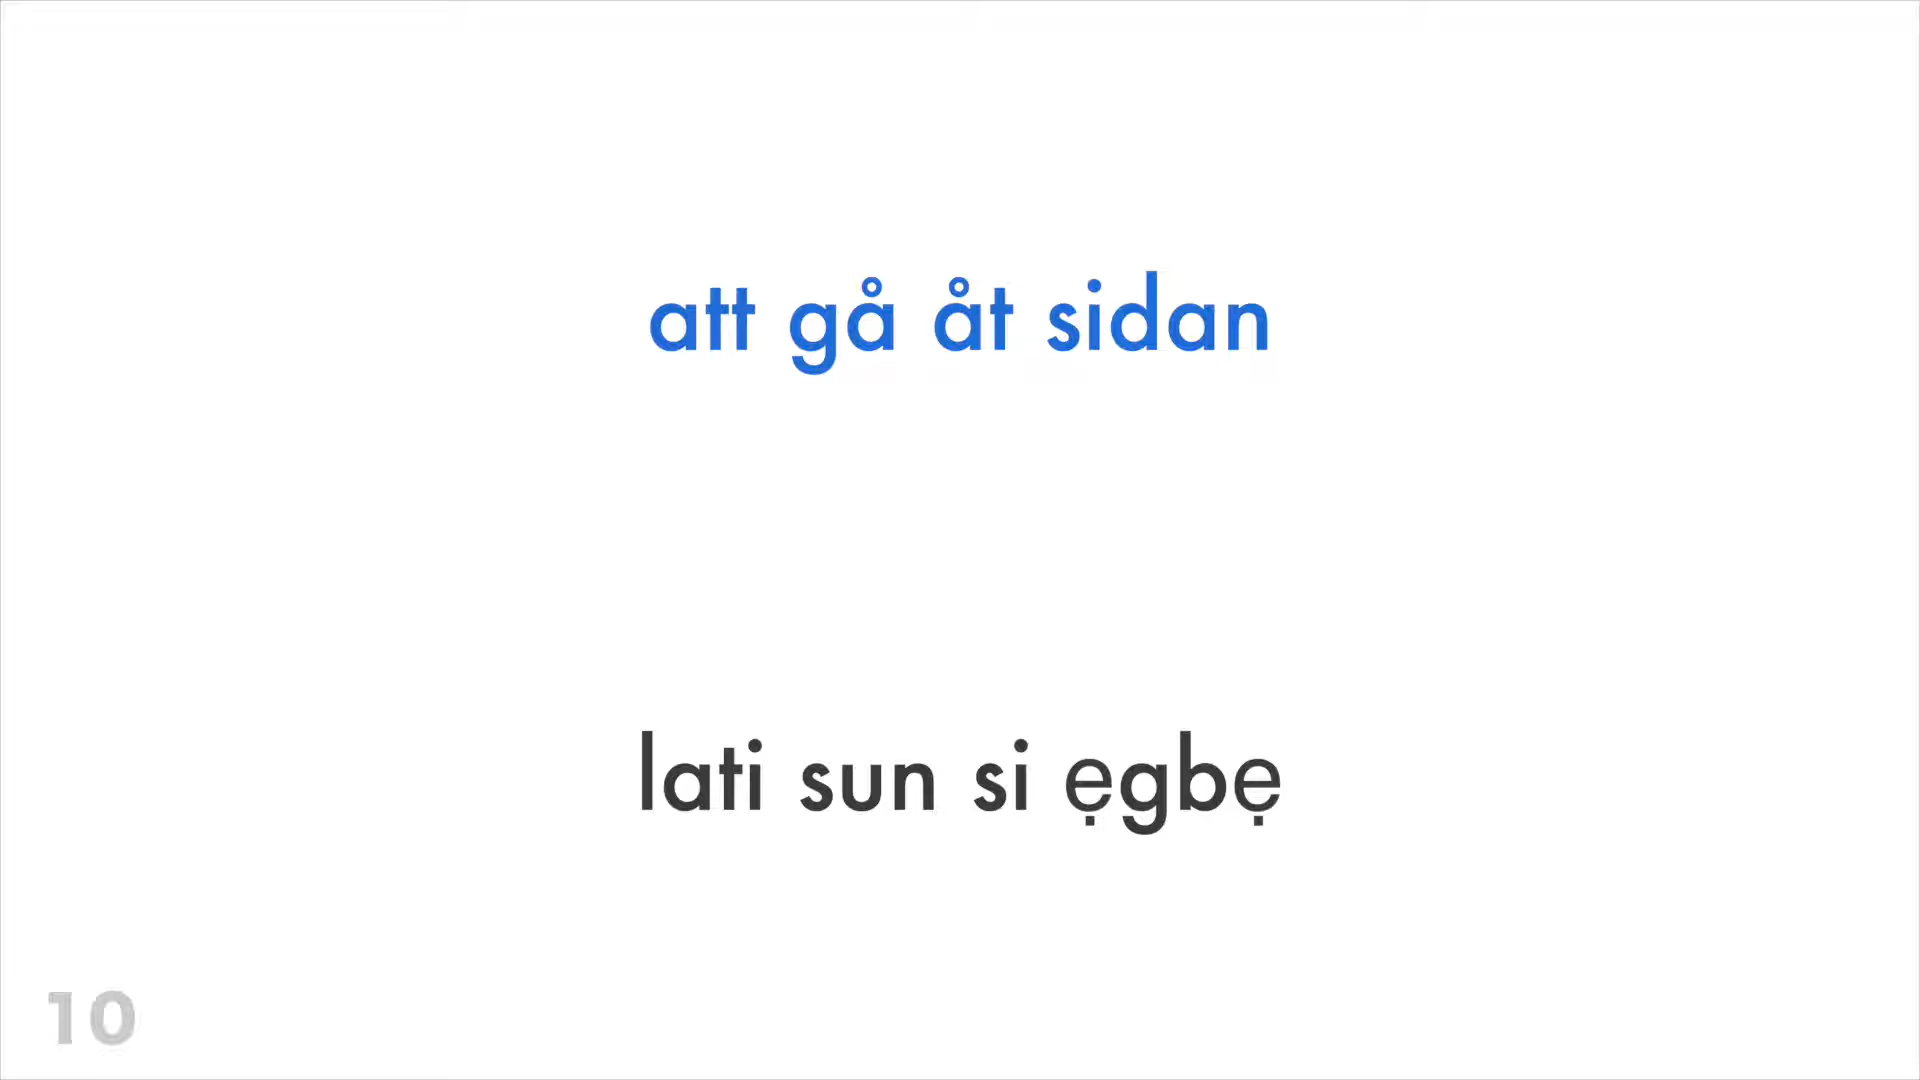 att gå åt sidan
lati sun si ẹgbẹ
10